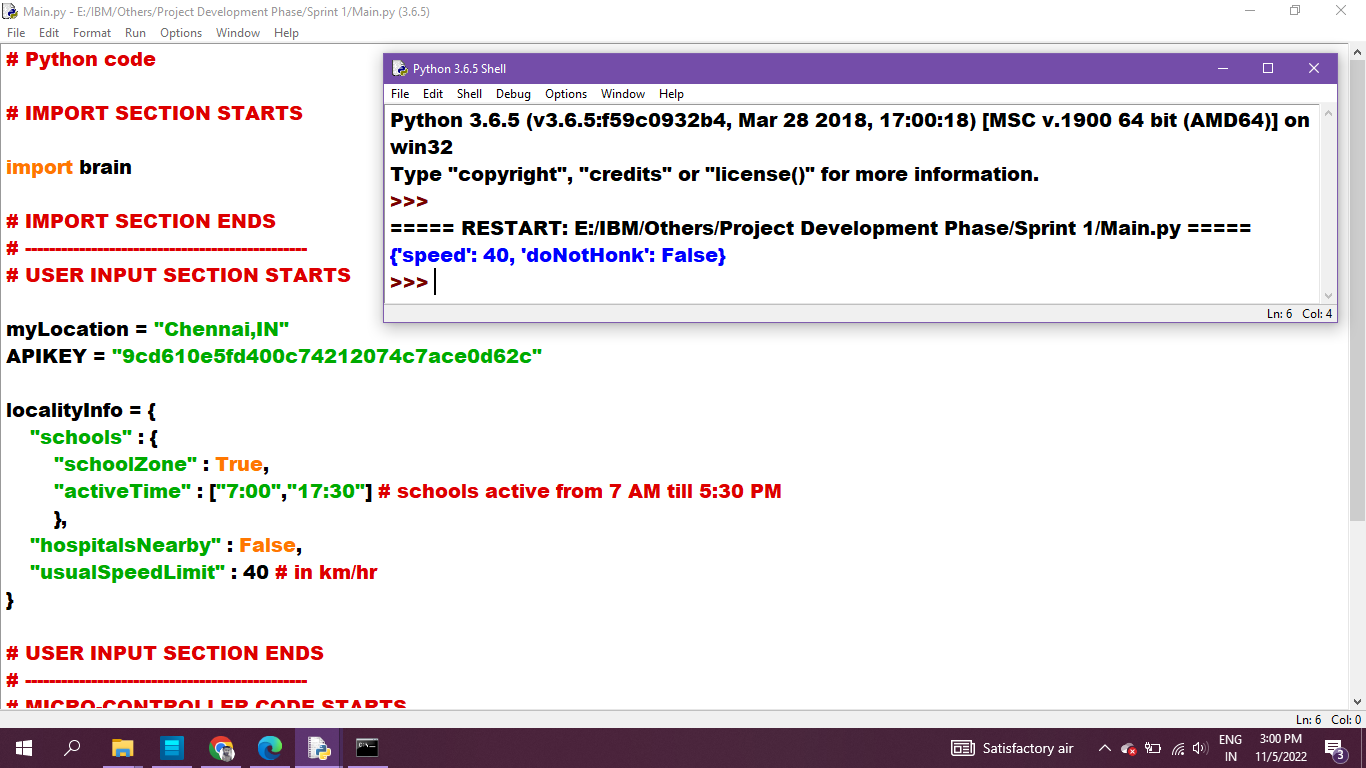 Main.py - E:/IBM/Others/Project Development Phase/Sprint 1/Main.py (3.6.5)
File Edit Format Run Options Window Help
# Python code
# IMPORT SECTION STARTS
import brain
# IMPORT SECTION ENDS
# -----------------------------------------------
# USER INPUT SECTION STARTS
myLocation = "Chennai,IN"
APIKEY = "9cd610e5fd400c74212074c7ace0d62c"
localityInfo = {
"schools" : {
"schoolZone" : True,
"activeTime" : ["7:00","17:30"] # schools active from 7 AM till 5:30 PM
},
"hospitalsNearby" : False,
"usualSpeedLimit" : 40 # in km/hr
}
# USER INPUT SECTION ENDS
# -----------------------------------------------
# MICRO-CONTROLLER CODE STARTS
Python 3.6.5 Shell
File Edit Shell Debug Options Window Help
Python 3.6.5 (v3.6.5:f59c0932b4, Mar 28 2018, 17:00:18) [MSC v.1900 64 bit (AMD64)] on
win32
Type "copyright", "credits" or "license()" for more information.
>>>
===== RESTART: E:/IBM/Others/Project Development Phase/Sprint 1/Main.py =====
{'speed': 40, 'doNotHonk': False}
>>>
Ln: 6 Col: 4
Ln: 6 Col: 0
Satisfactory air
ENG
IN
3:00 PM
11/5/2022
3